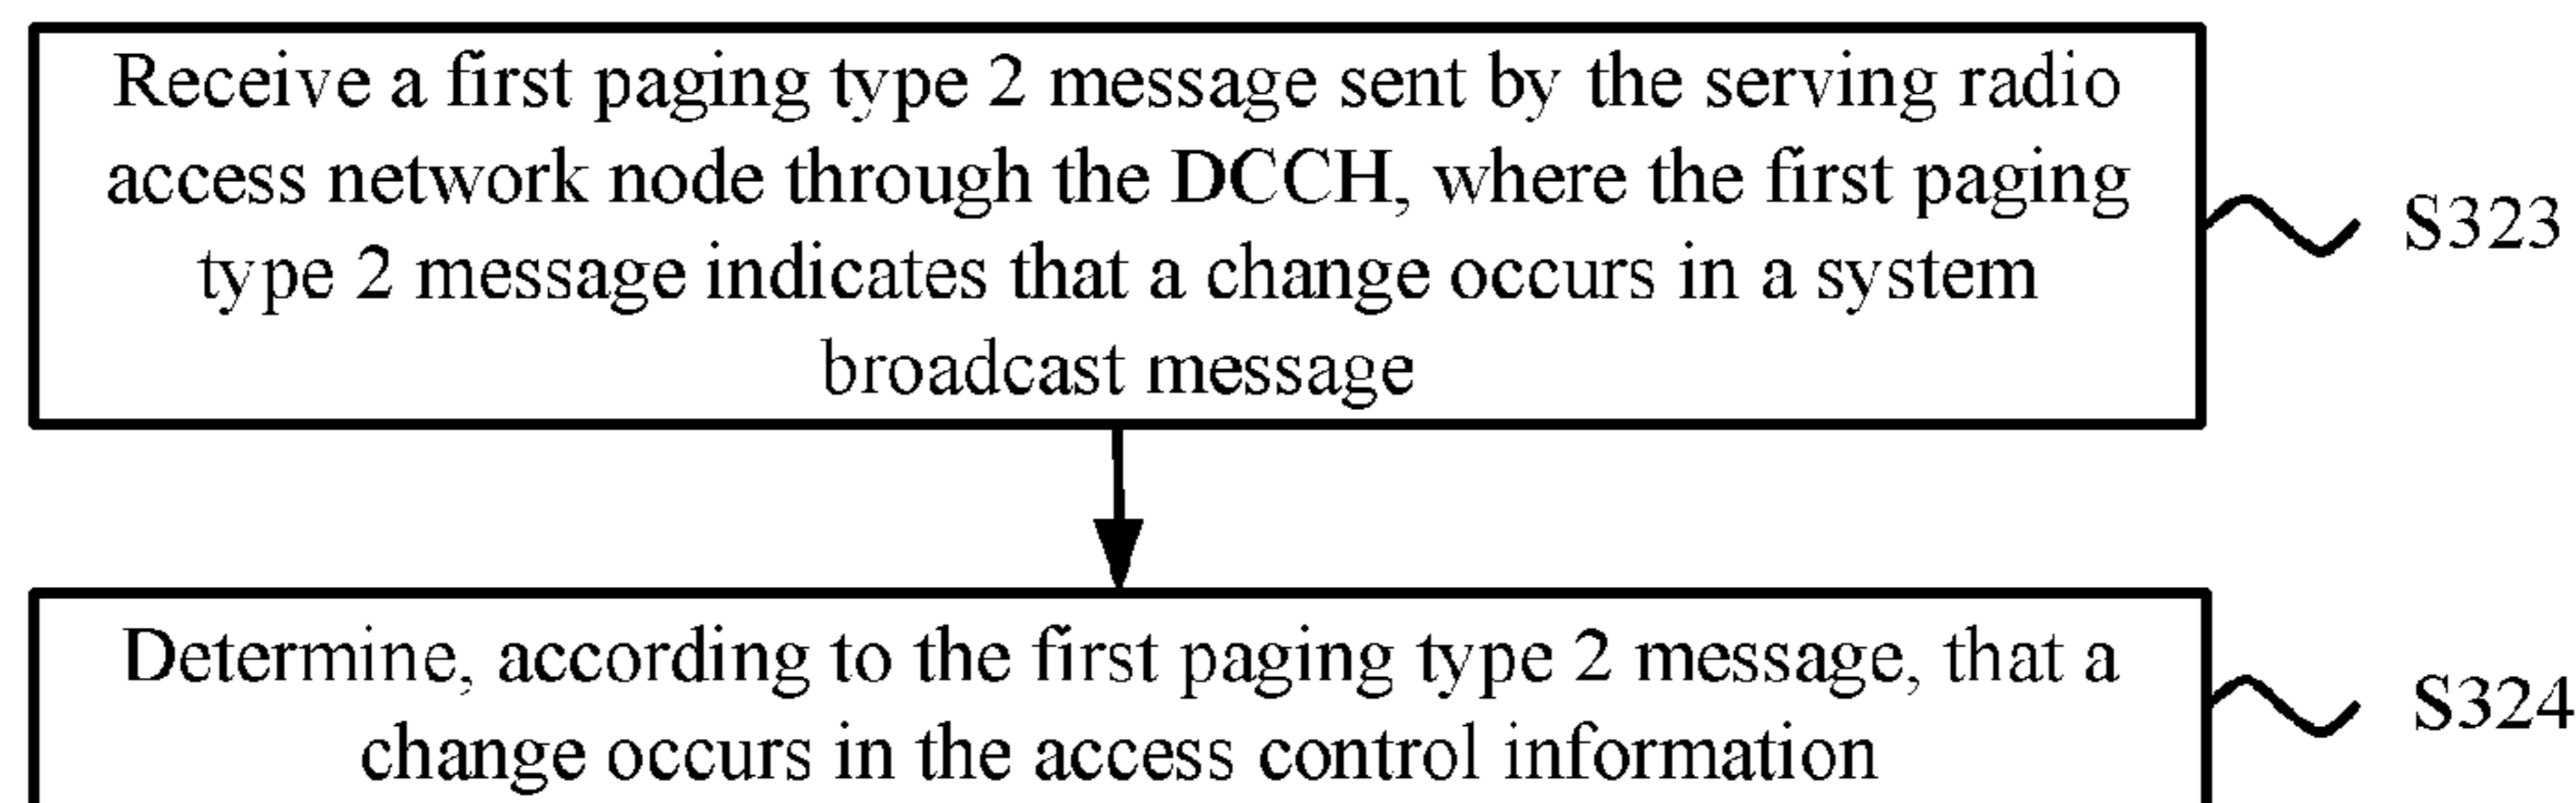 Receive a first paging type 2 message sent by the serving radio
access network node through the DCCH, where the first paging
type 2 message indicates that a change occurs in a system
broadcast message
S323
Determine, according to the first paging type 2 message, that a
change occurs in the access control information
S324